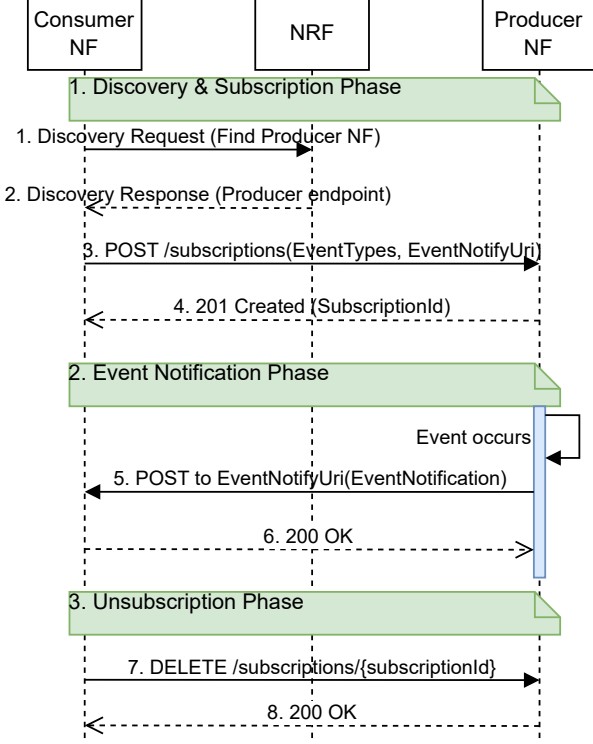 Consumer
NF
NRF
Producer
NF
1. Discovery & Subscription Phase
1. Discovery Request (Find Producer NF)
2. Discovery Response (Producer endpoint)
3. POST /subscriptions(EventTypes, EventNotifyUri)
4. 201 Created (SubscriptionId)
2. Event Notification Phase
Event occurs
5. POST to EventNotifyUri(EventNotification)
6. 200 OK
3. Unsubscription Phase
7. DELETE /subscriptions/{subscriptionId}
8. 200 OK